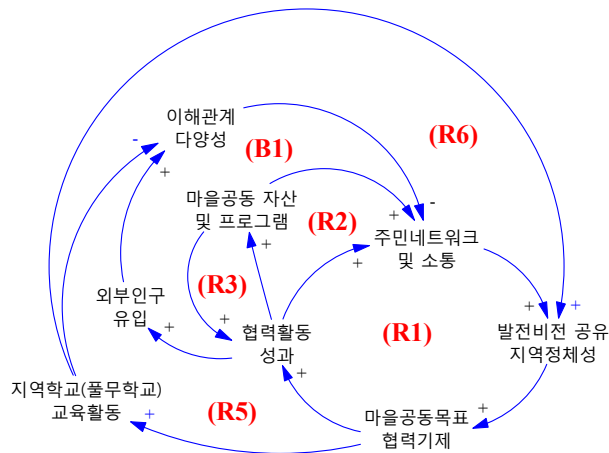 이해관계
다양성
-
+
(B1)
(R6)
마을공동 자산
및 프로그램
(R2)
+
-
주민네트워크
및 소통
+
+
(R3)
외부인구
유입
+
+
협력활동
성과
(R1)
+
+
발전비전 공유
지역정체성
지역학교(풀무학교)
교육활동
+
(R5)
+
마을공동목표
협력기제
+